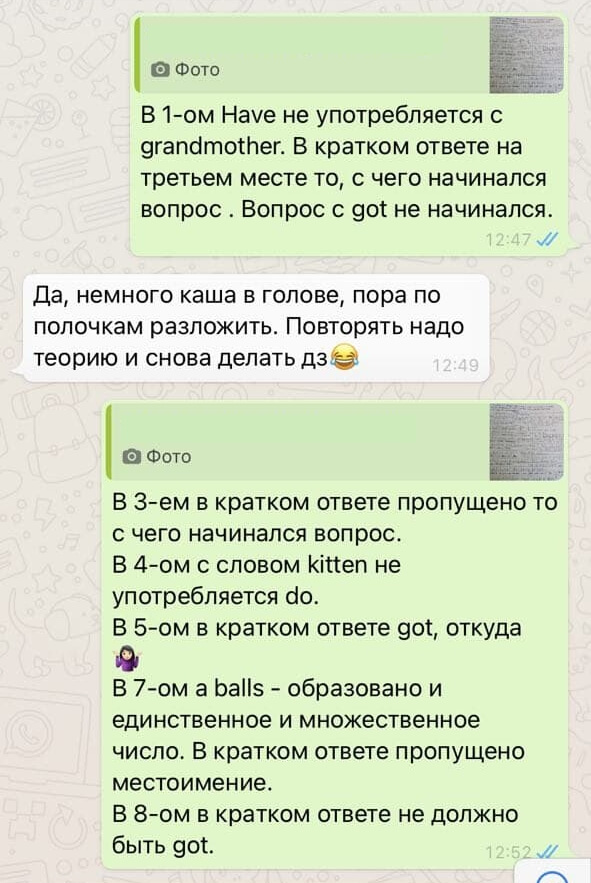 Фото
В 1-ом Have не употребляется с
grandmother. В кратком ответе на
третьем месте то, с чего начинался
вопрос . Вопрос с got не начинался.
12:47
Да, немного каша в голове, пора по
полочкам разложить. Повторять надо
теорию и снова делать дз😂
12:49
Фото
В 3-ем в кратком ответе пропущено то
с чего начинался вопрос.
В 4-ом с словом kitten не
употребляется do.
В 5-ом в кратком ответе got, откуда
🤷🏻‍♀️
В 7-ом a balls - образовано и
единственное и множественное
число. В кратком ответе пропущено
местоимение.
В 8-ом в кратком ответе не должно
быть got.
12:52